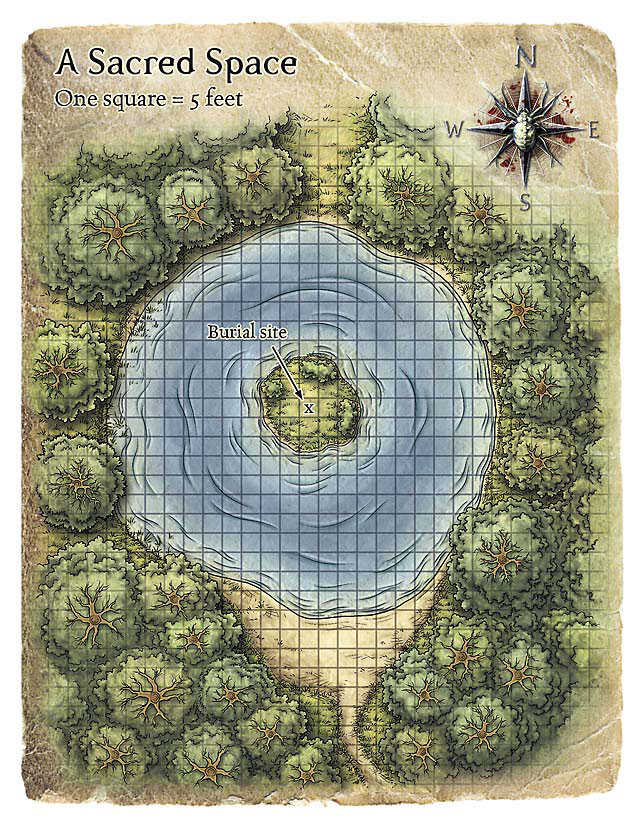 A Sacred Space
One square = 5 feet
N
W E
S
Burial site
x